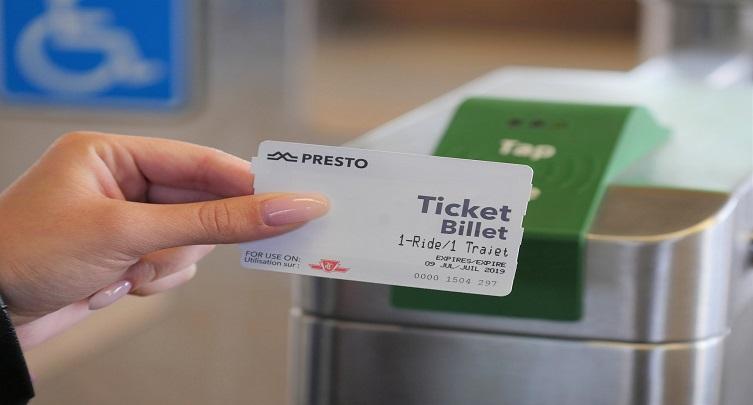 PRESTO
Tap
Ticket
Billet
1-Ride/1 Trajet
EXPIRES/EXPIRE
09 JUL/JUIL 2019
0000 1504 297
FOR USE ON:
Utilisation sur :